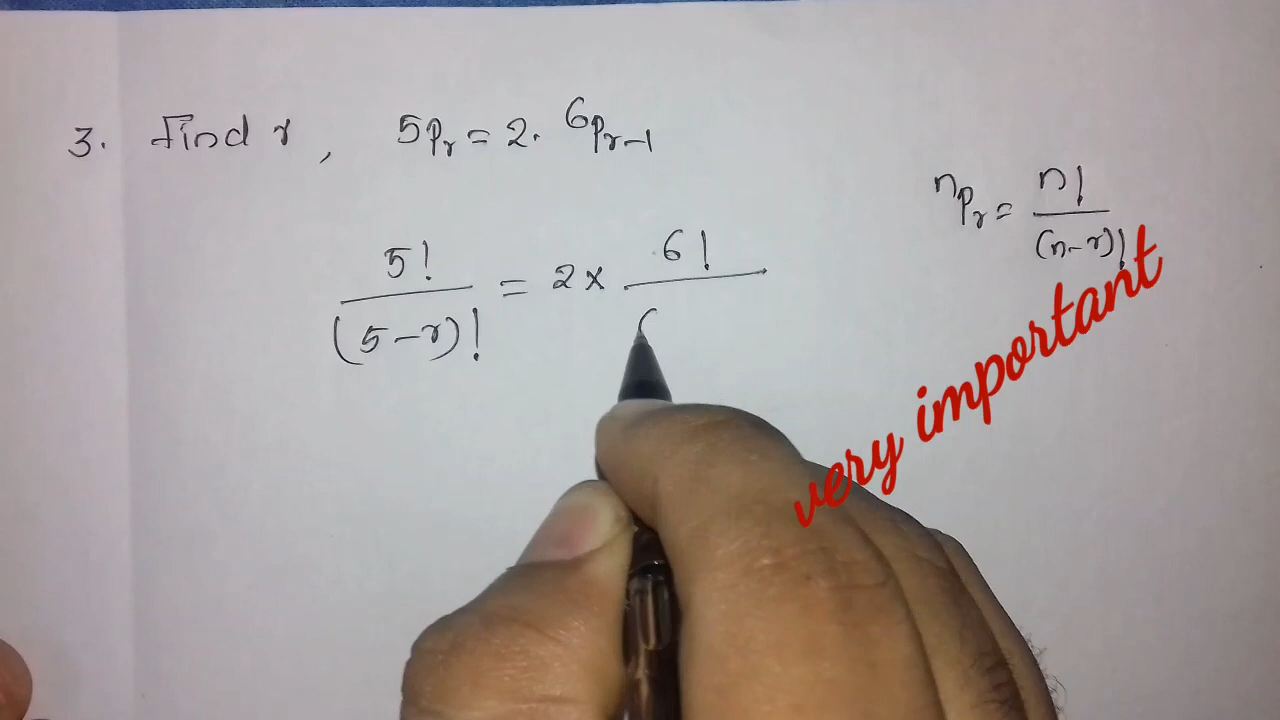 3. Find r, 5Pr = 2. 6Pr-1
nPr = n! / (n-r)!
5! / (5-r)! = 2 x 6! / (
very important